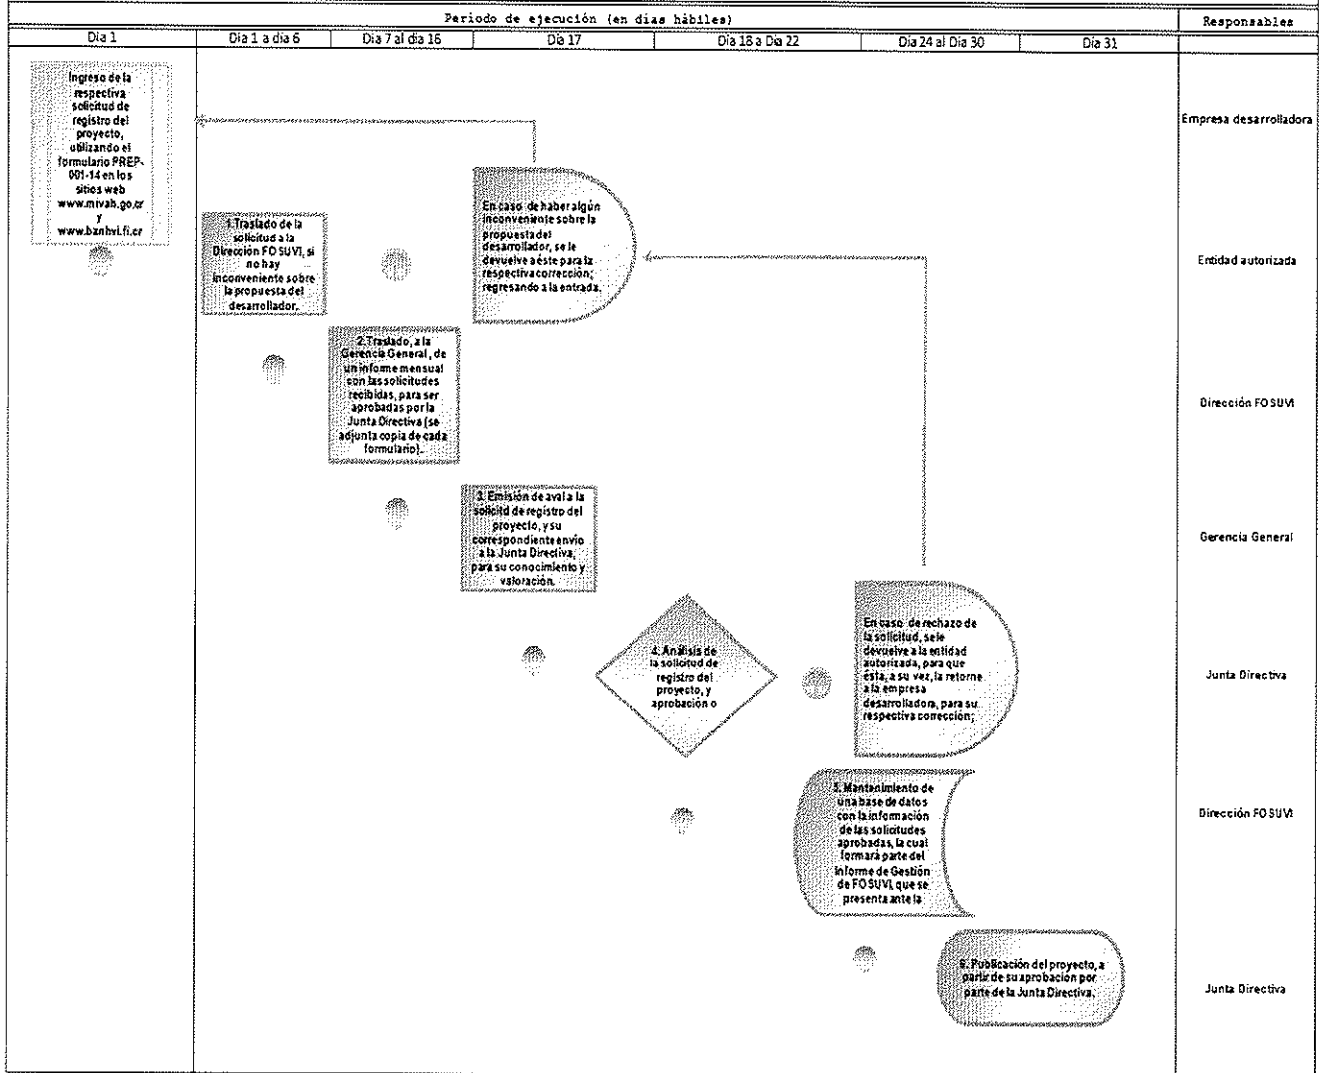 Periodo de ejecución (en días hábiles)
Responsables
Día 1
Día 1 a día 6
Día 7 al día 16
Día 17
Día 18 a Día 22
Día 24 al Día 30
Día 31
Ingreso de la
respectiva
solicitud de
registro del
proyecto,
utilizando el
formulario PREP-
001-14 en los
sitios web
www.mivah.go.cr
y
www.banhvi.fi.cr
Empresa desarrolladora
1.Traslado de la
solicitud a la
Dirección FOSUVI, si
no hay
inconveniente sobre
la propuesta del
desarrollador.
En caso de haber algún
inconveniente sobre la
propuesta del
desarrollador, se le
devuelve a éste para la
respectiva corrección;
regresando a la entrada.
Entidad autorizada
2.Traslado, a la
Gerencia General, de
un informe mensual
con las solicitudes
recibidas, para ser
aprobadas por la
Junta Directiva (se
adjunta copia de cada
formulario).
Dirección FOSUVI
3. Emisión de aval a la
solicitd de registro del
proyecto, y su
correspondiente envío
a la Junta Directiva,
para su conocimiento y
valoración.
Gerencia General
4. Análisis de
la solicitud de
registro del
proyecto, y
aprobación o
En caso de rechazo de
la solicitud, se le
devuelve a la entidad
autorizada, para que
ésta, a su vez, la retorne
a la empresa
desarrolladora, para su
respectiva corrección;
Junta Directiva
5. Mantenimiento de
una base de datos
con la información
de las solicitudes
aprobadas, la cual
formará parte del
Informe de Gestión
de FOSUVI, que se
presenta ante la
Dirección FOSUVI
6. Publicación del proyecto, a
partir de su aprobación por
parte de la Junta Directiva.
Junta Directiva